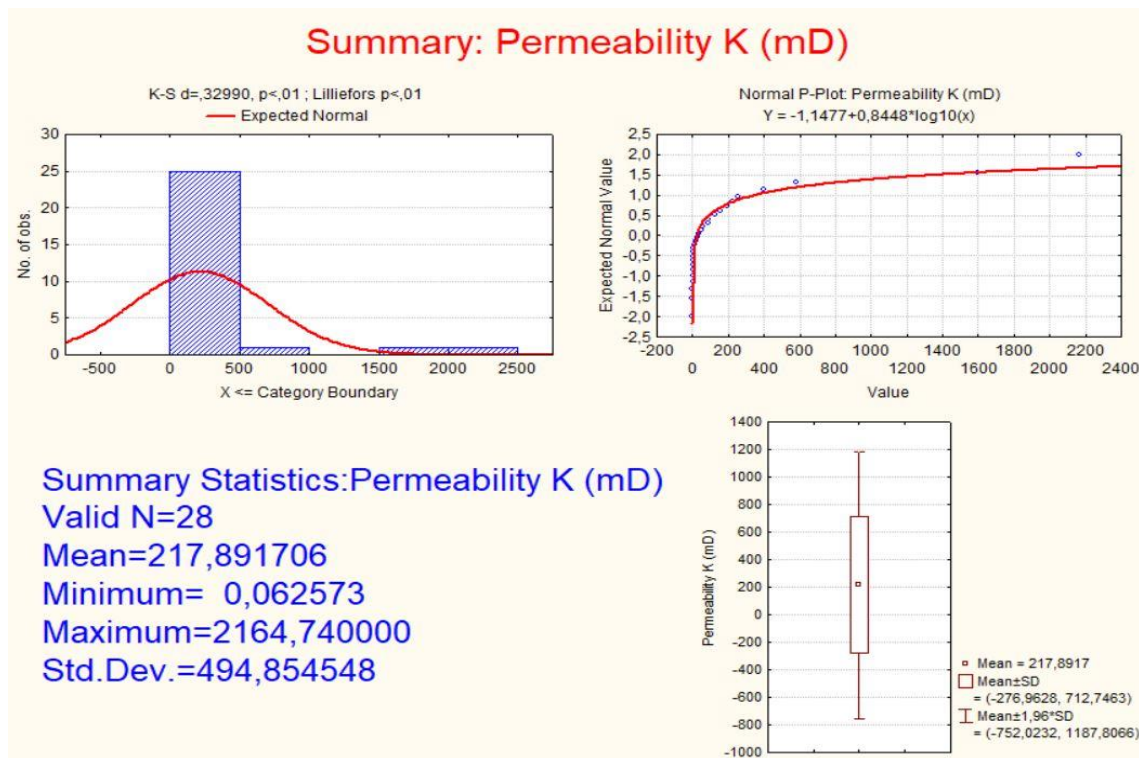 Summary: Permeability K (mD)
K-S d=,32990, p<,01 ; Lilliefors p<,01
Expected Normal
30
25
20
15
10
5
0
No. of obs.
-500 0 500 1000 1500 2000 2500
X <= Category Boundary
Normal P-Plot: Permeability K (mD)
Y = -1,1477+0,8448*log10(x)
2,5
2,0
1,5
1,0
0,5
0,0
-0,5
-1,0
-1,5
-2,0
-2,5
Expected Normal Value
-200 200 600 1000 1400 1800 2200
0 400 800 1200 1600 2000 2400
Value
Summary Statistics:Permeability K (mD)
Valid N=28
Mean=217,891706
Minimum= 0,062573
Maximum=2164,740000
Std.Dev.=494,854548
1400
1200
1000
800
600
400
200
0
-200
-400
-600
-800
-1000
Permeability K (mD)
Mean = 217,8917
Mean±SD
= (-276,9628, 712,7463)
Mean±1,96*SD
= (-752,0232, 1187,8066)